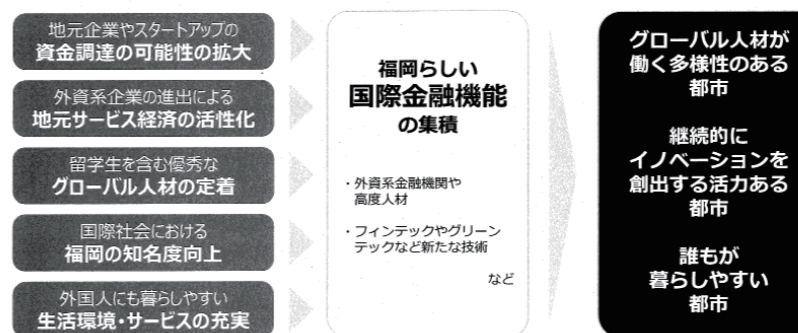 地元企業やスタートアップの
資金調達の可能性の拡大
外資系企業の進出による
地元サービス経済の活性化
留学生を含む優秀な
グローバル人材の定着
国際社会における
福岡の知名度向上
外国人にも暮らしやすい
生活環境・サービスの充実
福岡らしい
国際金融機能
の集積
・外資系金融機関や
高度人材
・フィンテックやグリーン
テックなど新たな技術
など
グローバル人材が
働く多様性のある
都市
継続的に
イノベーションを
創出する活力ある
都市
誰もが
暮らしやすい
都市